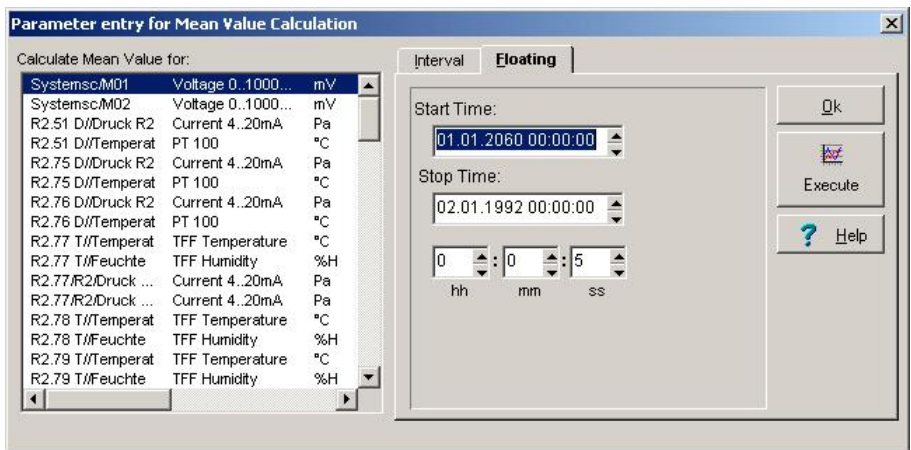 Parameter entry for Mean Value Calculation
Calculate Mean Value for:
Systemsc/M01 Voltage 0..1000... mV
Systemsc/M02 Voltage 0..1000... mV
R2.51 D//Druck R2 Current 4..20mA Pa
R2.51 D//Temperat PT 100 °C
R2.75 D//Druck R2 Current 4..20mA Pa
R2.75 D//Temperat PT 100 °C
R2.76 D//Druck R2 Current 4..20mA Pa
R2.76 D//Temperat PT 100 °C
R2.77 T//Temperat TFF Temperature °C
R2.77 T//Feuchte TFF Humidity %H
R2.77/R2/Druck ... Current 4..20mA Pa
R2.77/R2/Druck ... Current 4..20mA Pa
R2.78 T//Temperat TFF Temperature °C
R2.78 T//Feuchte TFF Humidity %H
R2.79 T//Temperat TFF Temperature °C
R2.79 T//Feuchte TFF Humidity %H
Interval Floating
Start Time:
01.01.2060 00:00:00
Stop Time:
02.01.1992 00:00:00
0 : 0 : 5
hh mm ss
Ok
Execute
? Help